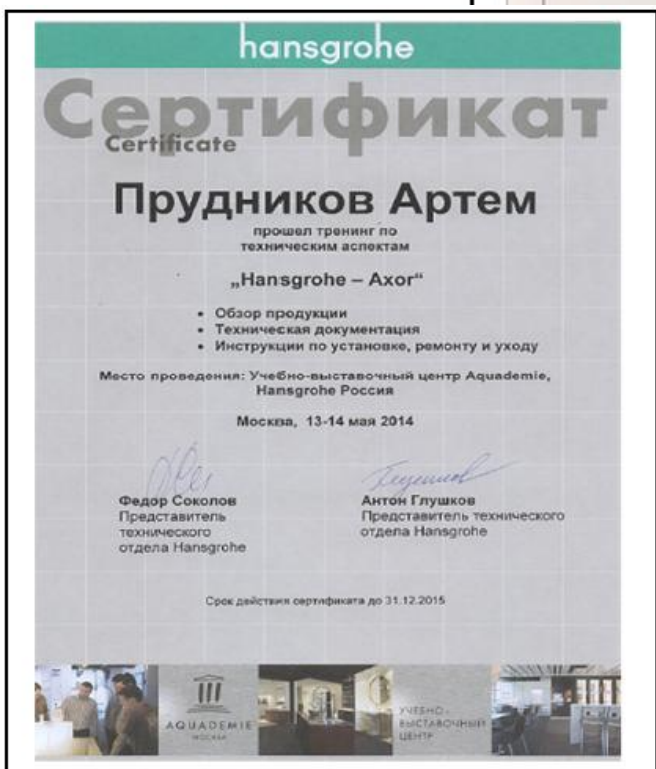 hansgrohe
Сертификат
Certificate
Прудников Артем
прошел тренинг по
техническим аспектам
„Hansgrohe – Axor“
• Обзор продукции
• Техническая документация
• Инструкции по установке, ремонту и уходу
Место проведения: Учебно-выставочный центр Aquademie,
Hansgrohe Россия
Москва, 13-14 мая 2014
Федор Соколов
Представитель
технического
отдела Hansgrohe
Антон Глушков
Представитель технического
отдела Hansgrohe
Срок действия сертификата до 31.12.2015
AQUADEMIE
МОСКВА
УЧЕБНО-
ВЫСТАВОЧНЫЙ
ЦЕНТР